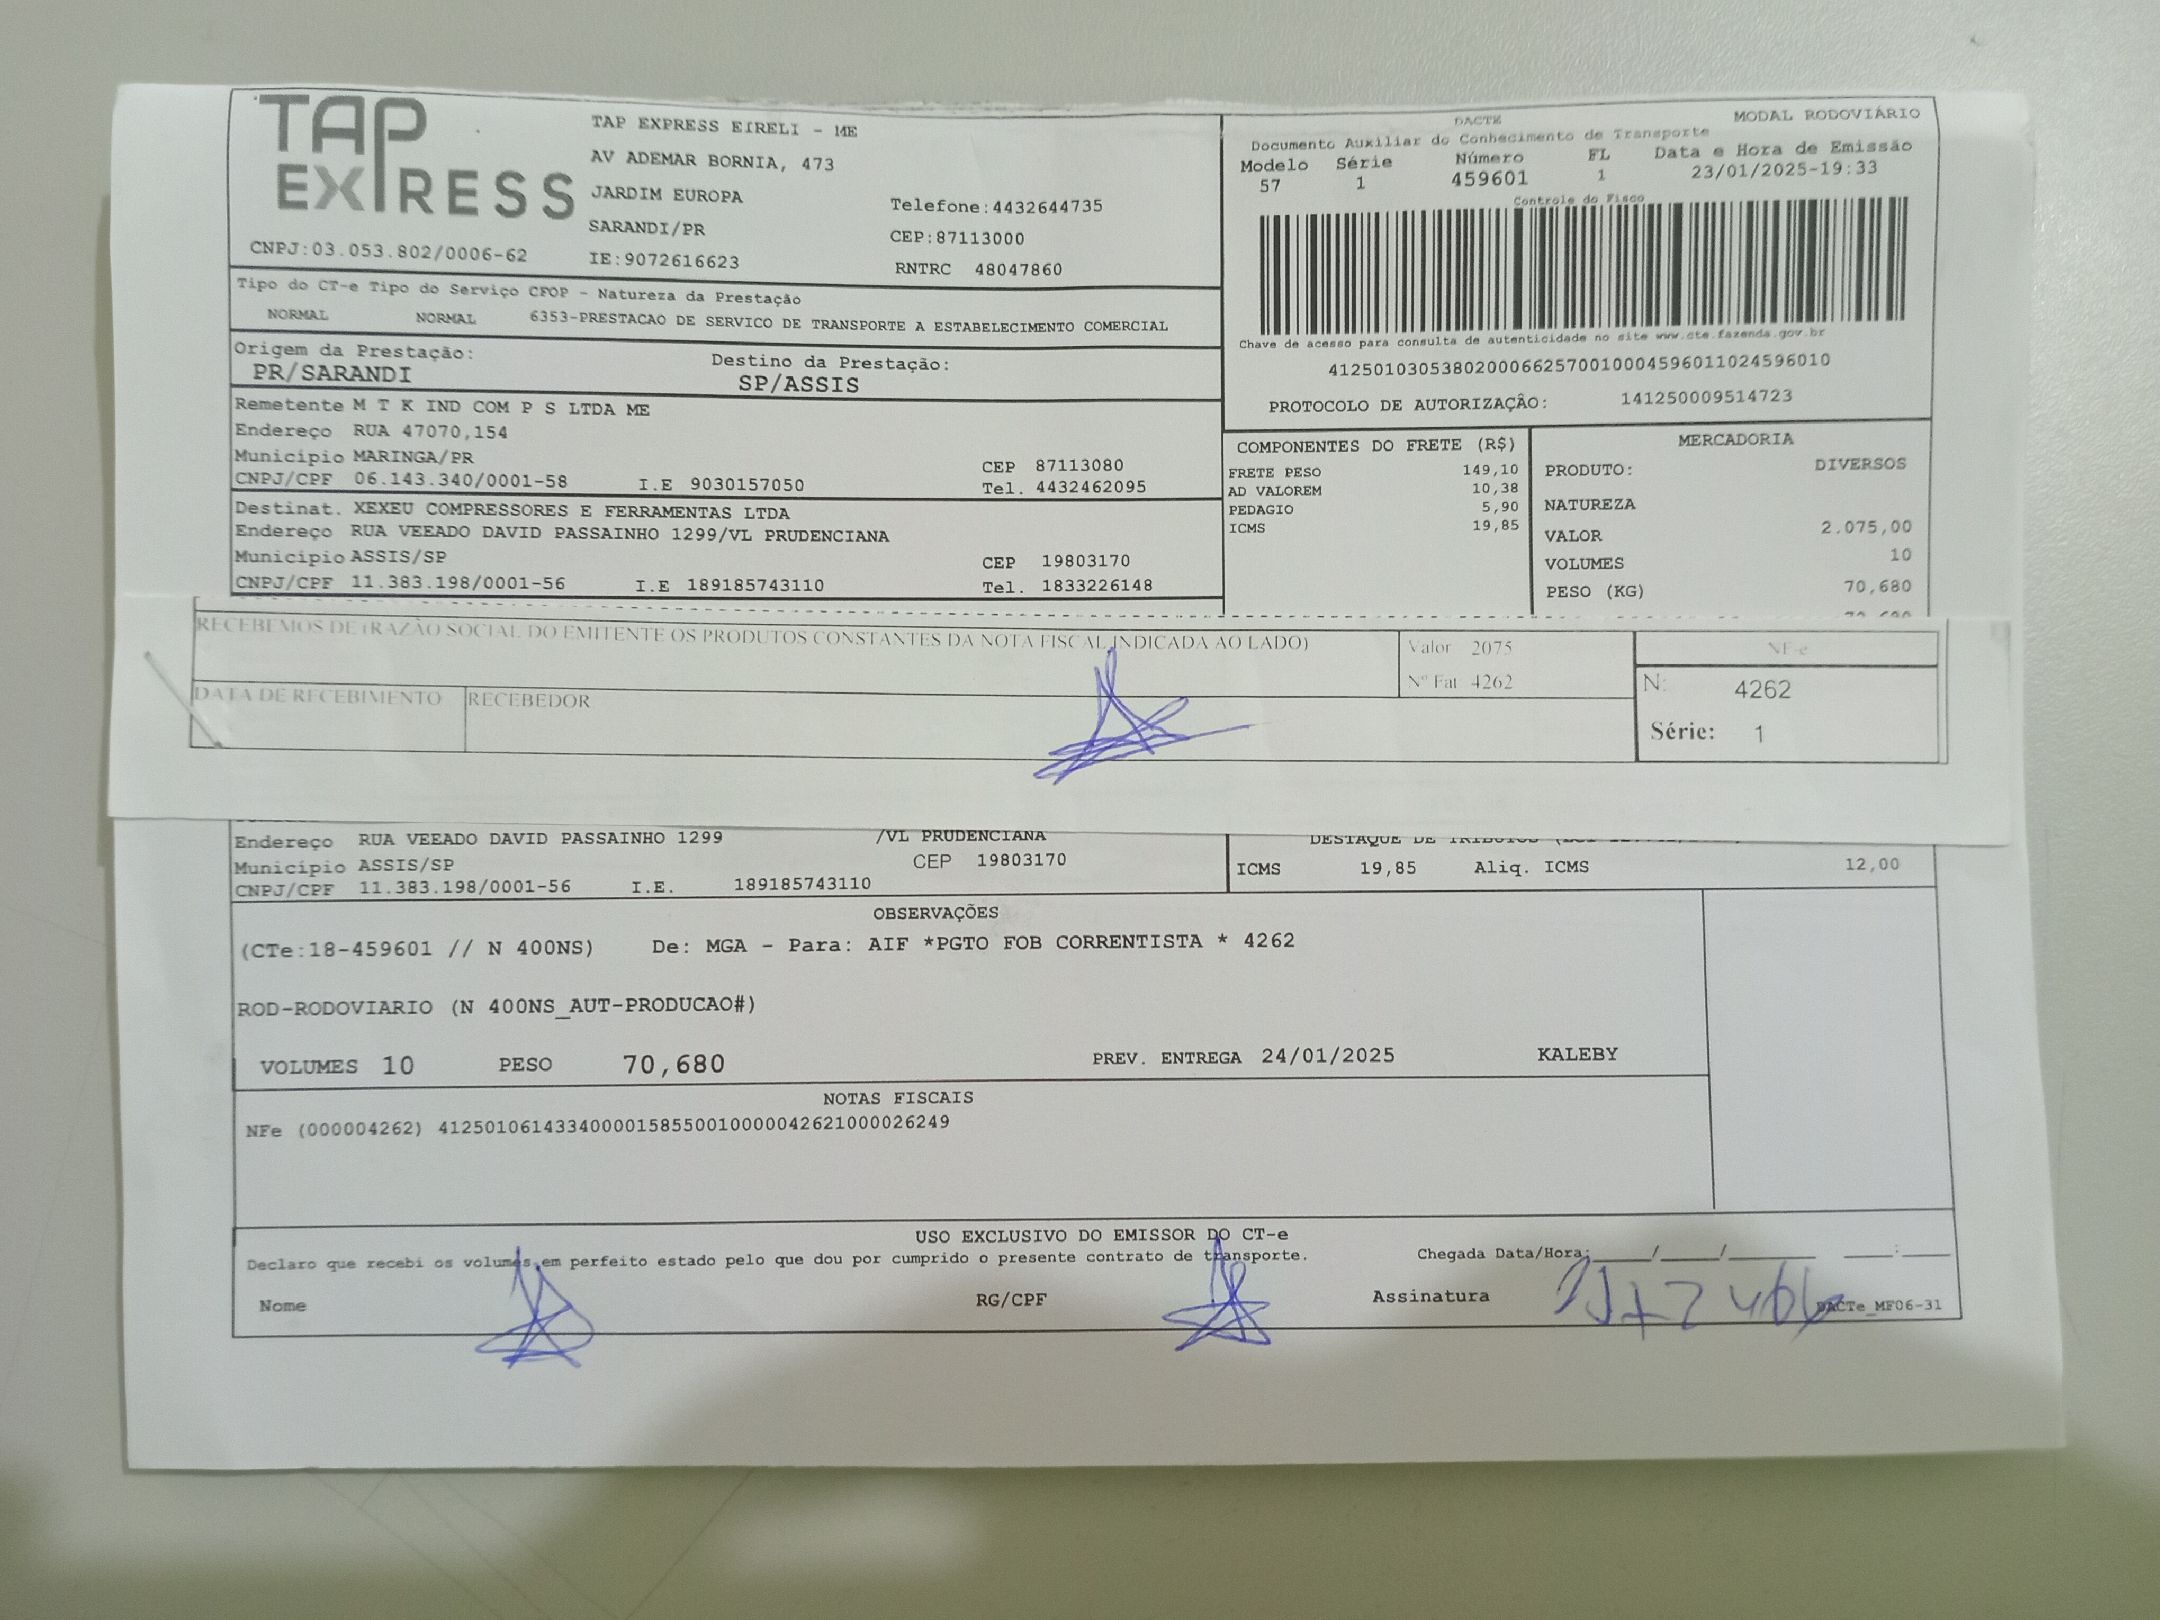 TAP EXPRESS
TAP EXPRESS EIRELI - ME
AV ADEMAR BORNIA, 473
JARDIM EUROPA
SARANDI/PR
IE:9072616623
Telefone:4432644735
CEP:87113000
RNTRC 48047860
CNPJ:03.053.802/0006-62
DACTE
MODAL RODOVIÁRIO
Documento Auxiliar do Conhecimento de Transporte
Modelo Série Número FL Data e Hora de Emissão
57 1 459601 1 23/01/2025-19:33
Controle do Fisco
Chave de acesso para consulta de autenticidade no site www.cte.fazenda.gov.br
41250103053802000662570010004596011024596010
PROTOCOLO DE AUTORIZAÇÃO: 141250009514723
Tipo do CT-e Tipo do Serviço CFOP - Natureza da Prestação
NORMAL NORMAL 6353-PRESTACAO DE SERVICO DE TRANSPORTE A ESTABELECIMENTO COMERCIAL
Origem da Prestação: Destino da Prestação:
PR/SARANDI SP/ASSIS
Remetente M T K IND COM P S LTDA ME
Endereço RUA 47070,154
Municipio MARINGA/PR CEP 87113080
CNPJ/CPF 06.143.340/0001-58 I.E 9030157050 Tel. 4432462095
Destinat. XEXEU COMPRESSORES E FERRAMENTAS LTDA
Endereço RUA VEEADO DAVID PASSAINHO 1299/VL PRUDENCIANA
Municipio ASSIS/SP CEP 19803170
CNPJ/CPF 11.383.198/0001-56 I.E 189185743110 Tel. 1833226148
COMPONENTES DO FRETE (R$)
FRETE PESO 149,10
AD VALOREM 10,38
PEDAGIO 5,90
ICMS 19,85
MERCADORIA
PRODUTO: DIVERSOS
NATUREZA
VALOR 2.075,00
VOLUMES 10
PESO (KG) 70,680
RECEBEMOS DE (RAZÃO SOCIAL DO EMITENTE OS PRODUTOS CONSTANTES DA NOTA FISCAL INDICADA AO LADO)
Valor 2075
Nº Fat 4262
NF-e
N: 4262
Série: 1
DATA DE RECEBIMENTO RECEBEDOR
Endereço RUA VEEADO DAVID PASSAINHO 1299 /VL PRUDENCIANA
Município ASSIS/SP CEP 19803170
CNPJ/CPF 11.383.198/0001-56 I.E. 189185743110
DESTAQUE DE TRIBUTOS
ICMS 19,85 Aliq. ICMS 12,00
OBSERVAÇÕES
(CTe:18-459601 // N 400NS) De: MGA - Para: AIF *PGTO FOB CORRENTISTA * 4262
ROD-RODOVIARIO (N 400NS_AUT-PRODUCAO#)
VOLUMES 10 PESO 70,680 PREV. ENTREGA 24/01/2025 KALEBY
NOTAS FISCAIS
NFe (000004262) 41250106143340000158550010000042621000026249
USO EXCLUSIVO DO EMISSOR DO CT-e
Declaro que recebi os volumes em perfeito estado pelo que dou por cumprido o presente contrato de transporte. Chegada Data/Hora:___/___/_____ ____:___
Nome RG/CPF Assinatura DACTe_MF06-31